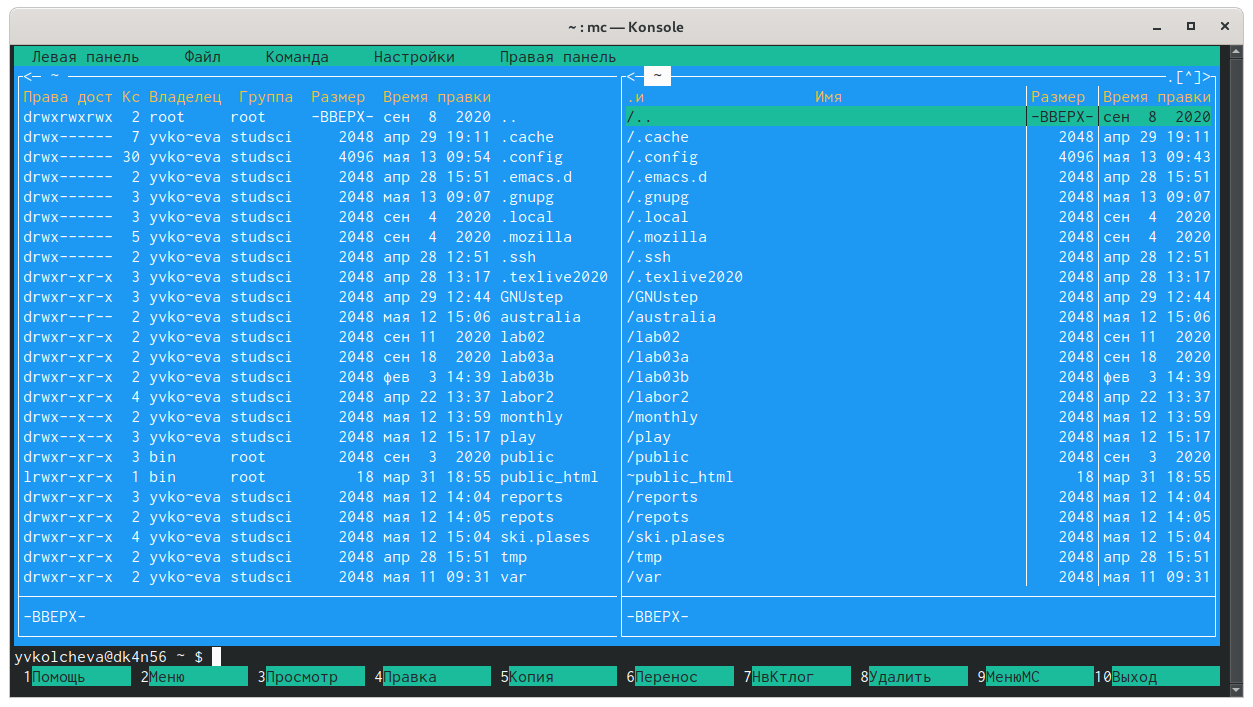 ~ : mc — Konsole
Левая панель Файл Команда Настройки Правая панель
<— ~
Права дост Кс Владелец Группа Размер Время правки
drwxrwxrwx 2 root root -ВВЕРХ- сен 8 2020 ..
drwx------ 7 yvko~eva studsci 2048 апр 29 19:11 .cache
drwx------ 30 yvko~eva studsci 4096 мая 13 09:54 .config
drwx------ 2 yvko~eva studsci 2048 апр 28 15:51 .emacs.d
drwx------ 3 yvko~eva studsci 2048 мая 13 09:07 .gnupg
drwx------ 3 yvko~eva studsci 2048 сен 4 2020 .local
drwx------ 5 yvko~eva studsci 2048 сен 4 2020 .mozilla
drwx------ 2 yvko~eva studsci 2048 апр 28 12:51 .ssh
drwxr-xr-x 3 yvko~eva studsci 2048 апр 28 13:17 .texlive2020
drwxr-xr-x 3 yvko~eva studsci 2048 апр 29 12:44 GNUstep
drwxr--r-- 2 yvko~eva studsci 2048 мая 12 15:06 australia
drwxr-xr-x 2 yvko~eva studsci 2048 сен 11 2020 lab02
drwxr-xr-x 2 yvko~eva studsci 2048 сен 18 2020 lab03a
drwxr-xr-x 2 yvko~eva studsci 2048 фев 3 14:39 lab03b
drwxr-xr-x 4 yvko~eva studsci 2048 апр 22 13:37 labor2
drwx--x--x 2 yvko~eva studsci 2048 мая 12 13:59 monthly
drwx--x--x 3 yvko~eva studsci 2048 мая 12 15:17 play
drwxr-xr-x 3 bin root 2048 сен 3 2020 public
lrwxr-xr-x 1 bin root 18 мар 31 18:55 public_html
drwxr-xr-x 3 yvko~eva studsci 2048 мая 12 14:04 reports
drwxr-xr-x 2 yvko~eva studsci 2048 мая 12 14:05 repots
drwxr-xr-x 4 yvko~eva studsci 2048 мая 12 15:04 ski.plases
drwxr-xr-x 2 yvko~eva studsci 2048 апр 28 15:51 tmp
drwxr-xr-x 2 yvko~eva studsci 2048 мая 11 09:31 var
-ВВЕРХ-
<— ~ .[^]>
.и Имя Размер Время правки
/.. -ВВЕРХ- сен 8 2020
/.cache 2048 апр 29 19:11
/.config 4096 мая 13 09:43
/.emacs.d 2048 апр 28 15:51
/.gnupg 2048 мая 13 09:07
/.local 2048 сен 4 2020
/.mozilla 2048 сен 4 2020
/.ssh 2048 апр 28 12:51
/.texlive2020 2048 апр 28 13:17
/GNUstep 2048 апр 29 12:44
/australia 2048 мая 12 15:06
/lab02 2048 сен 11 2020
/lab03a 2048 сен 18 2020
/lab03b 2048 фев 3 14:39
/labor2 2048 апр 22 13:37
/monthly 2048 мая 12 13:59
/play 2048 мая 12 15:17
/public 2048 сен 3 2020
~public_html 18 мар 31 18:55
/reports 2048 мая 12 14:04
/repots 2048 мая 12 14:05
/ski.plases 2048 мая 12 15:04
/tmp 2048 апр 28 15:51
/var 2048 мая 11 09:31
-ВВЕРХ-
yvkolcheva@dk4n56 ~ $
1Помощь 2Меню 3Просмотр 4Правка 5Копия 6Перенос 7НвКтлог 8Удалить 9МенюМС 10Выход